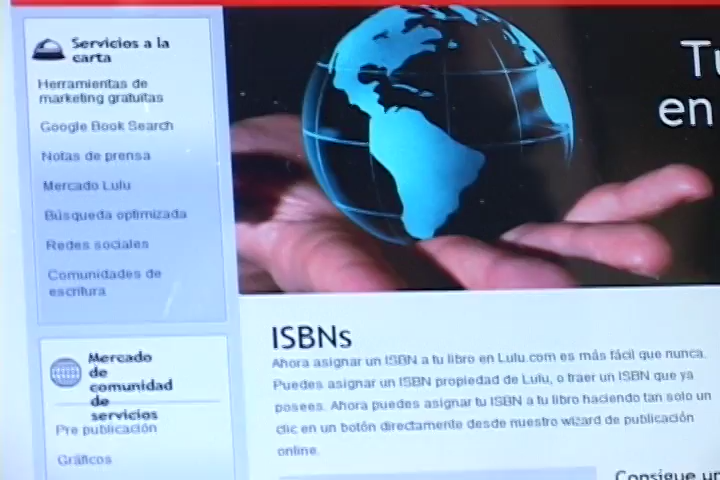 Servicios a la
carta
Herramientas de
marketing gratuitas
Google Book Search
Notas de prensa
Mercado Lulu
Búsqueda optimizada
Redes sociales
Comunidades de
escritura
Mercado
de
comunidad
de
servicios
Pre publicación
Gráficos
en
ISBNs
Ahora asignar un ISBN a tu libro en Lulu.com es más fácil que nunca.
Puedes asignar un ISBN propiedad de Lulu, o traer un ISBN que ya
posees. Ahora puedes asignar tu ISBN a tu libro haciendo tan solo un
clic en un botón directamente desde nuestro wizard de publicación
online.
Consigue